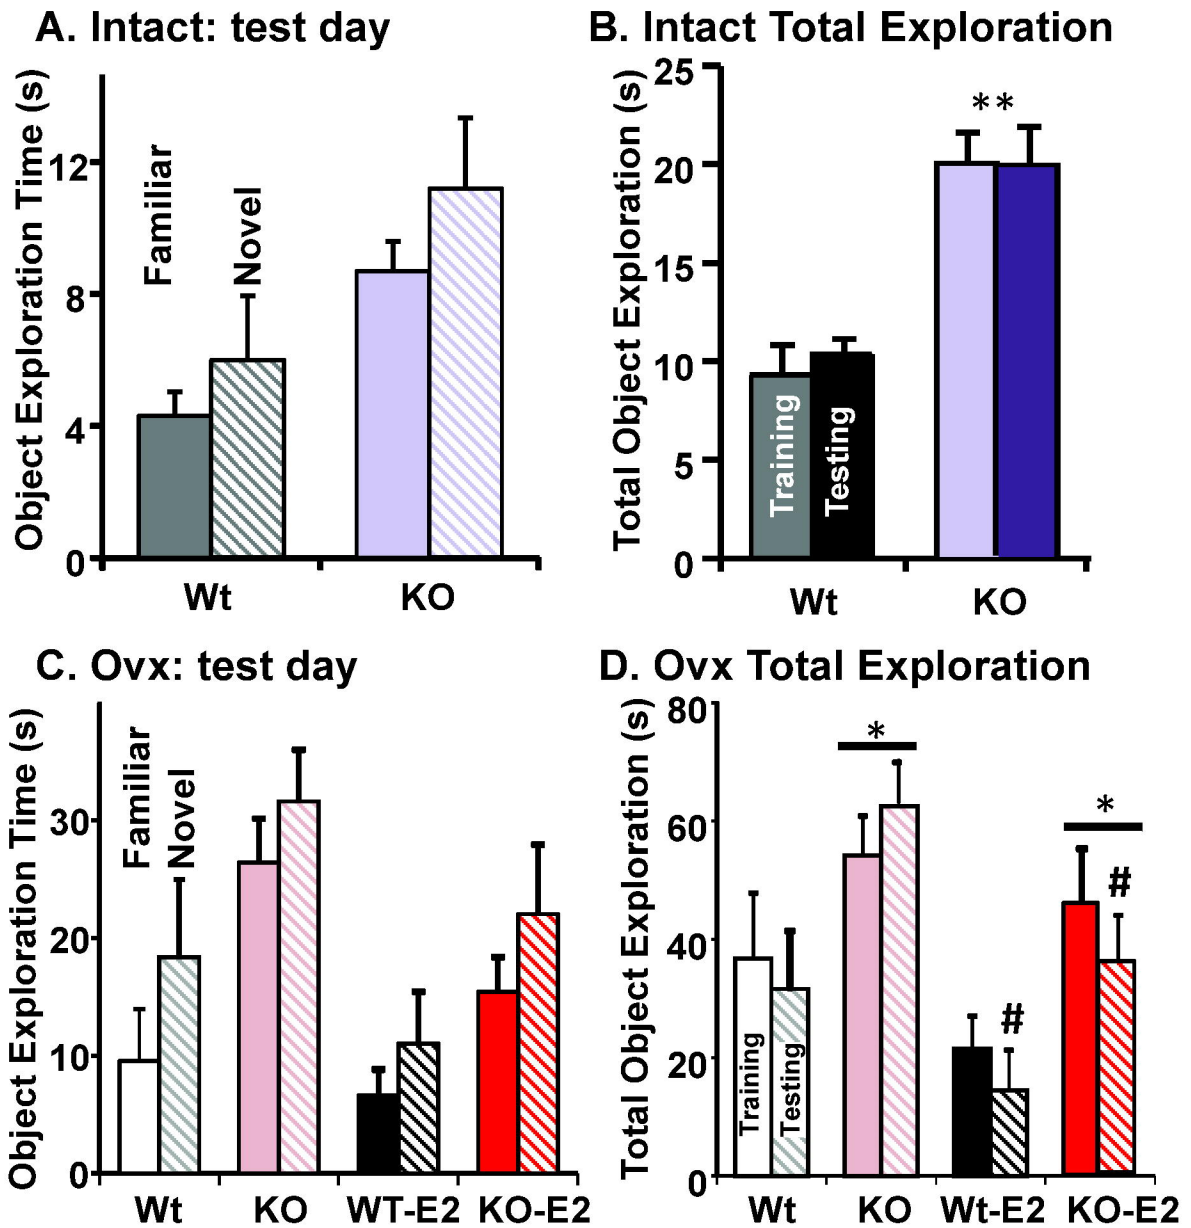 A. Intact: test day
Object Exploration Time (s)
12
8
4
0
Familiar
Novel
Wt
KO
B. Intact Total Exploration
Total Object Exploration (s)
25
20
15
10
5
0
**
Training
Testing
Wt
KO
C. Ovx: test day
Object Exploration Time (s)
30
20
10
0
Familiar
Novel
Wt
KO
WT-E2
KO-E2
D. Ovx Total Exploration
Total Object Exploration (s)
80
60
40
20
0
*
*
#
#
Training
Testing
Wt
KO
Wt-E2
KO-E2